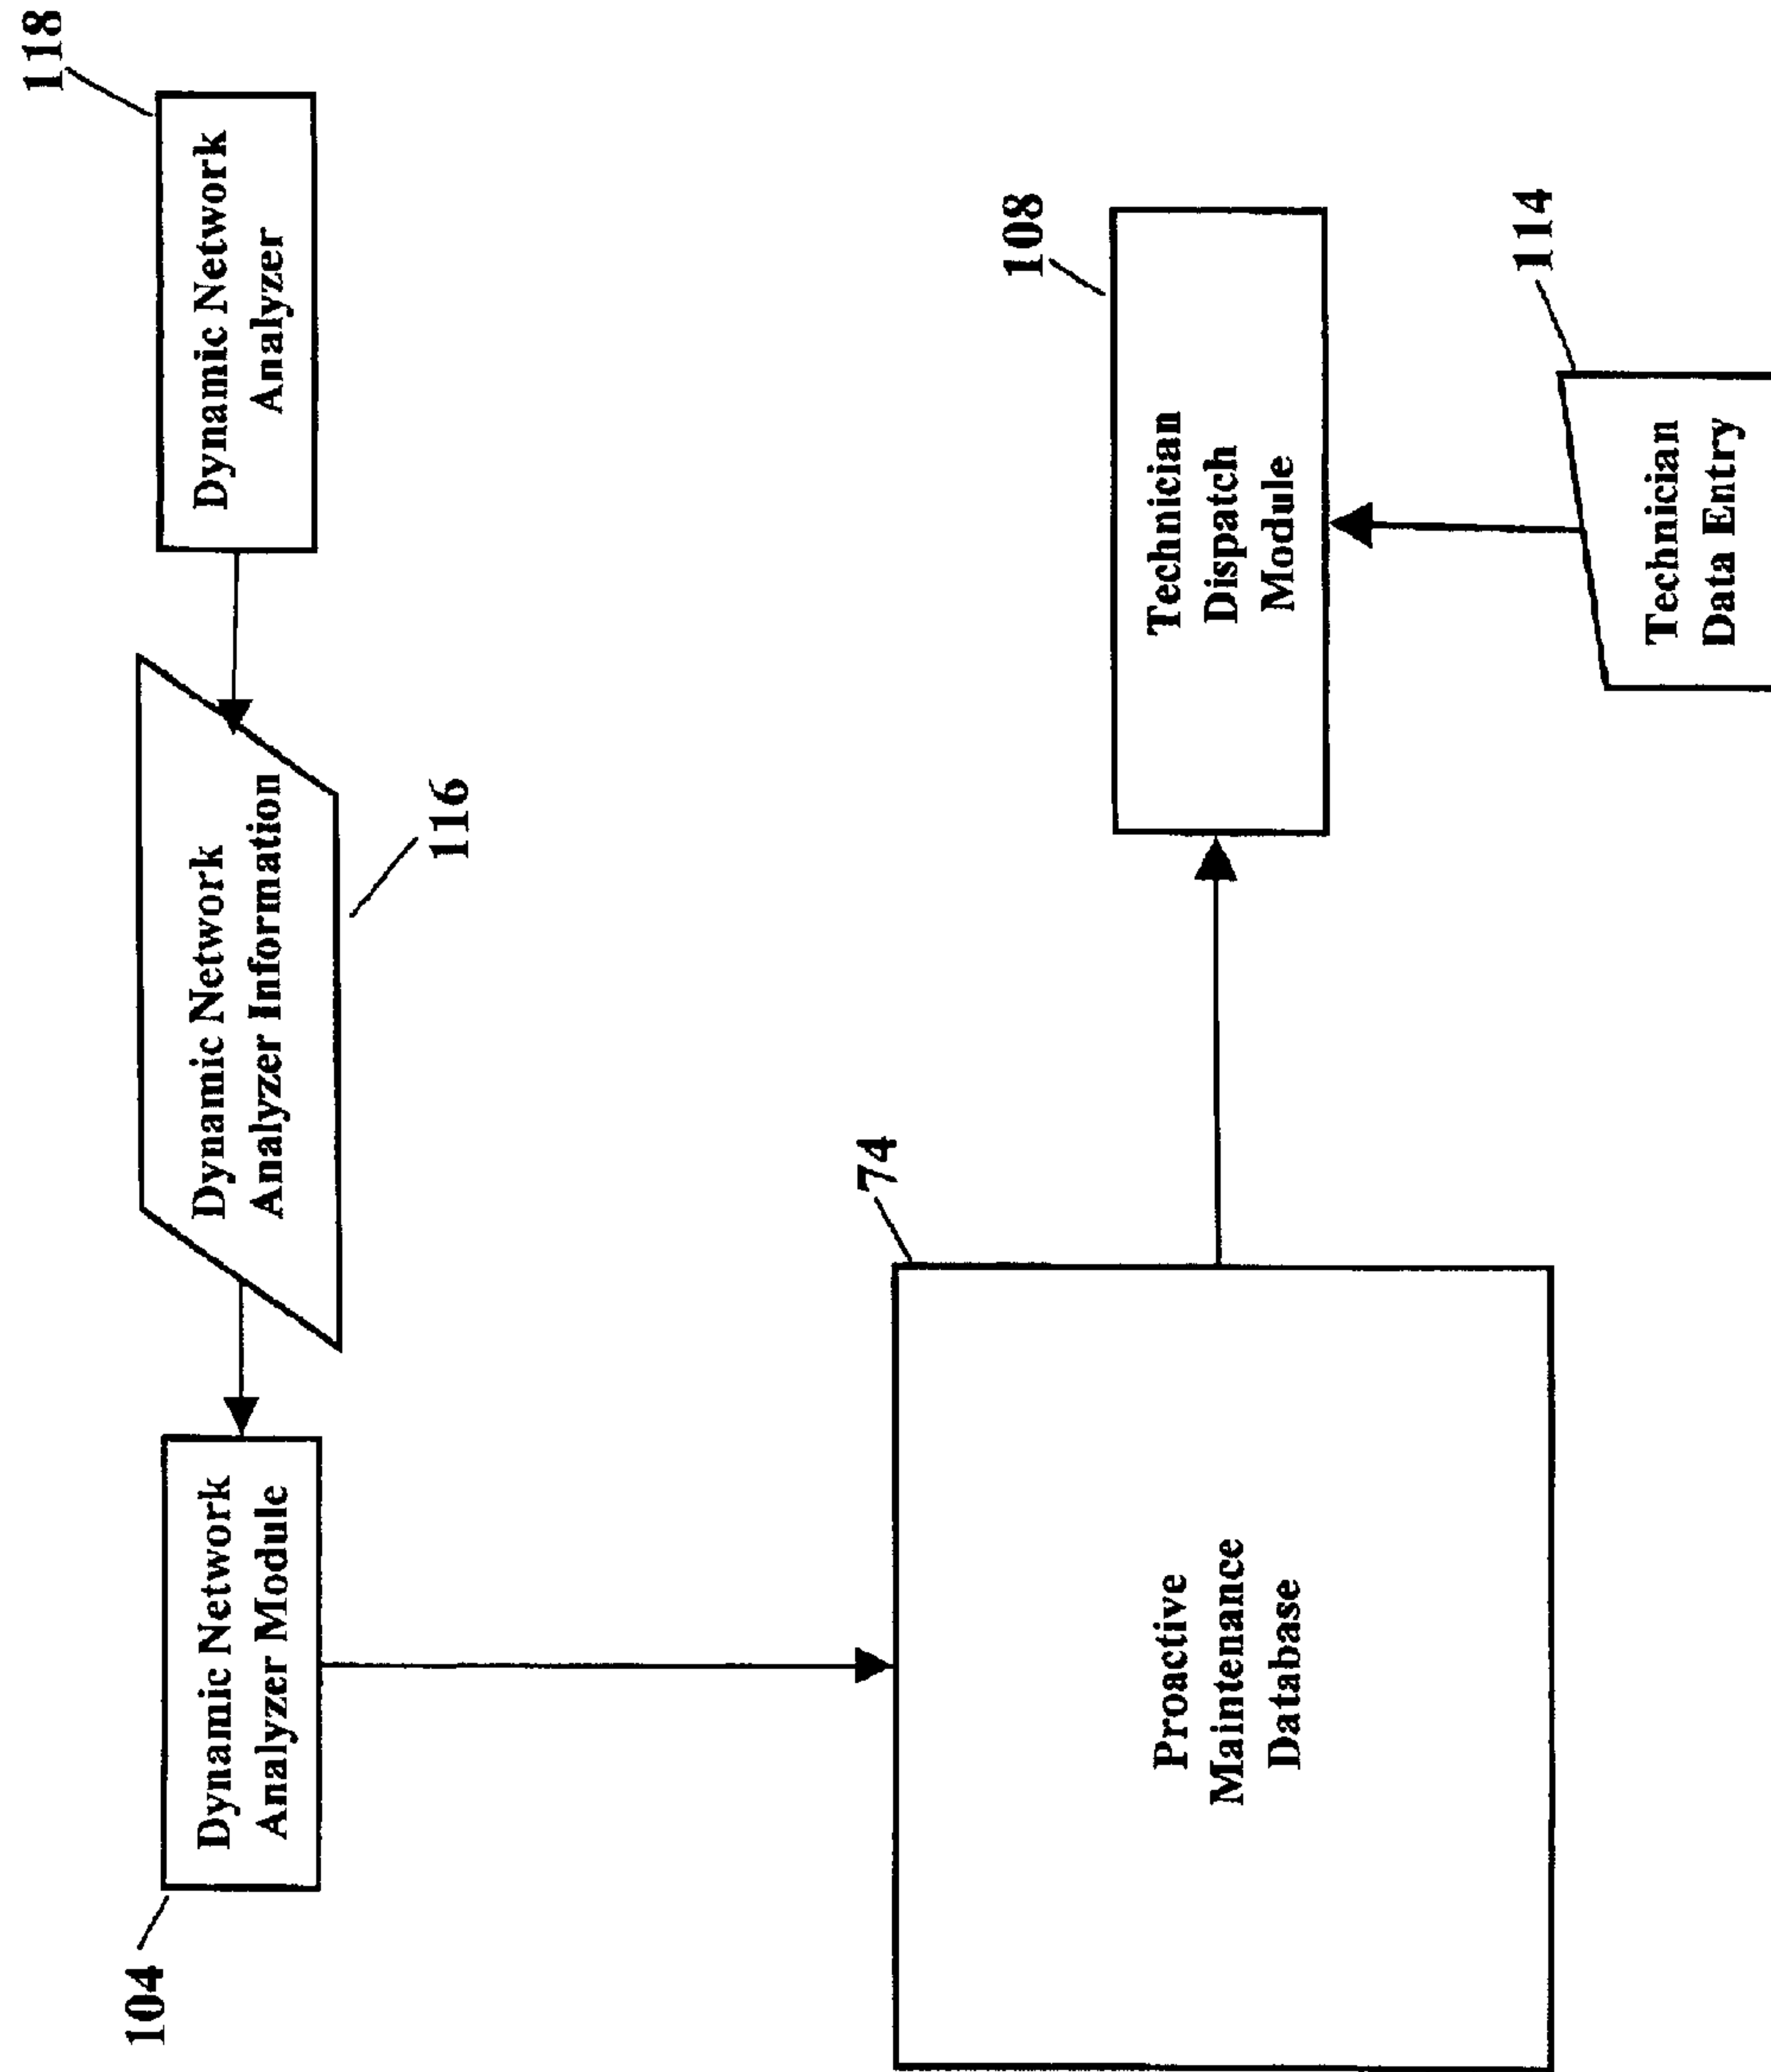 118
Dynamic Network
Analyzer
Dynamic Network
Analyzer Information
116
104
Dynamic Network
Analyzer Module
74
Proactive
Maintenance
Database
108
Technician
Dispatch
Module
114
Technician
Data Entry